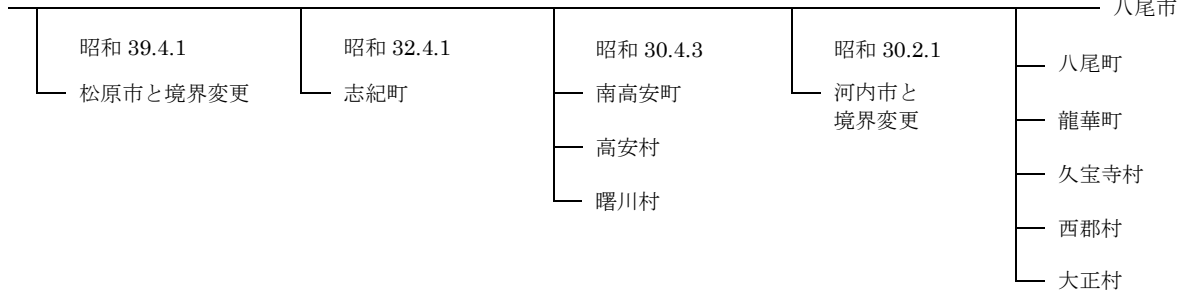 八尾市
八尾町
龍華町
久宝寺村
西郡村
大正村
昭和 30.2.1
河内市と
境界変更
昭和 30.4.3
南高安町
高安村
曙川村
昭和 32.4.1
志紀町
昭和 39.4.1
松原市と境界変更